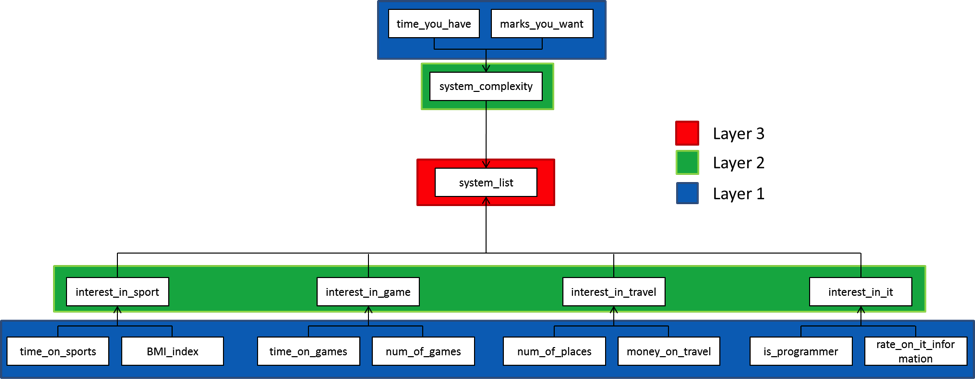 time_you_have
marks_you_want
system_complexity
Layer 3
Layer 2
system_list
Layer 1
interest_in_sport
interest_in_game
interest_in_travel
interest_in_it
time_on_sports
BMI_index
time_on_games
num_of_games
num_of_places
money_on_travel
is_programmer
rate_on_it_infor
mation